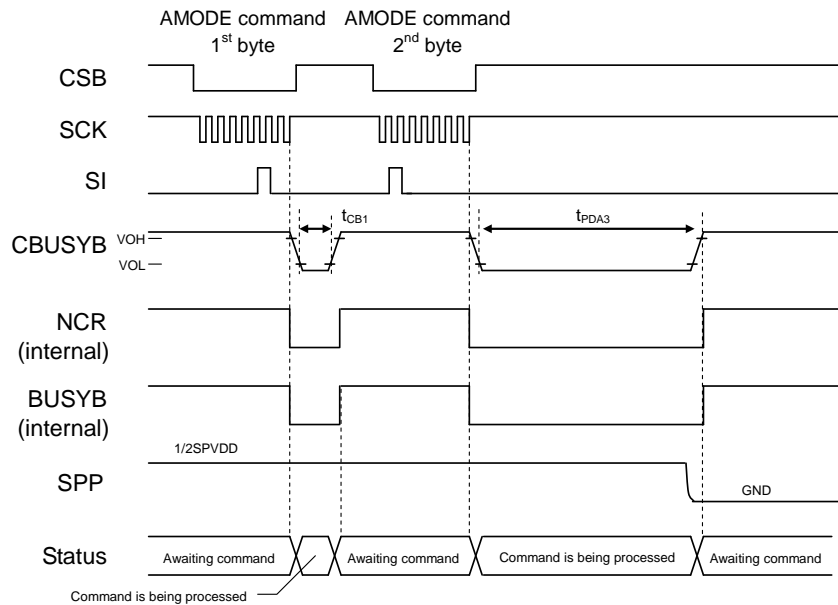 AMODE command
1st byte
AMODE command
2nd byte
CSB
SCK
SI
tCB1
tPDA3
CBUSYB
VOH
VOL
NCR
(internal)
BUSYB
(internal)
1/2SPVDD
SPP
GND
Status
Awaiting command
Awaiting command
Command is being processed
Awaiting command
Command is being processed